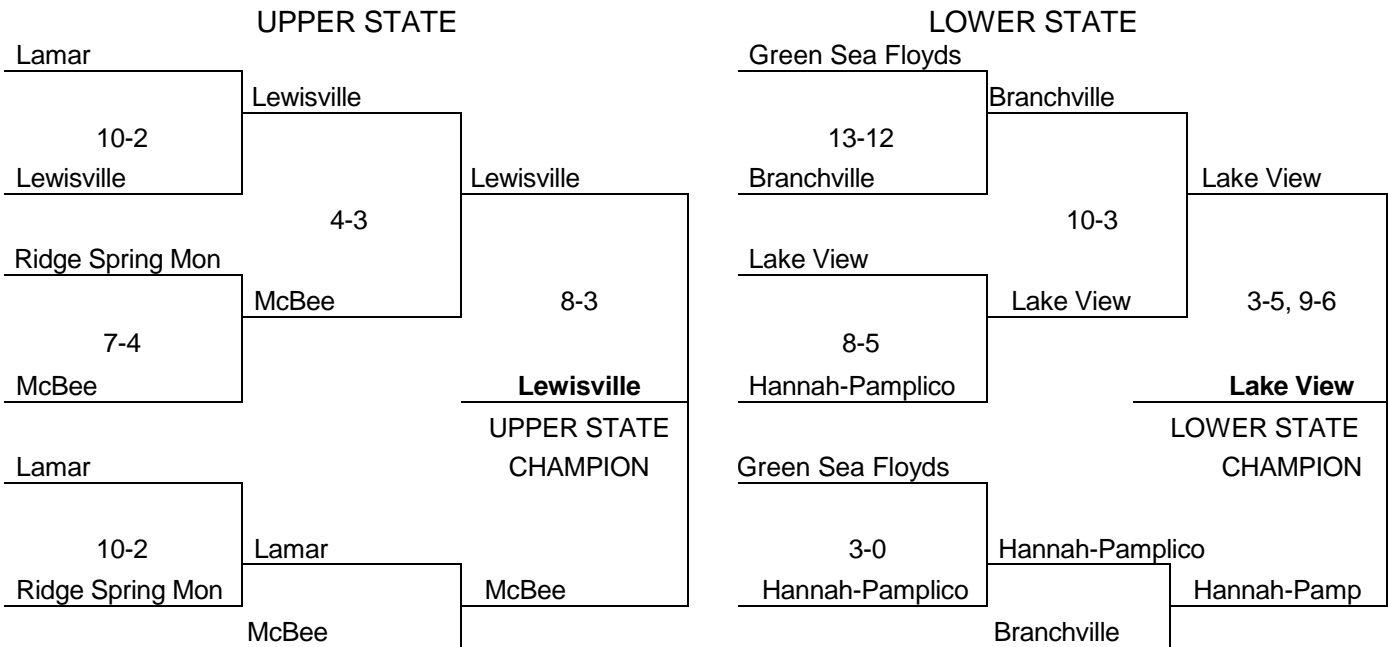 UPPER STATE
Lamar
Lewisville
10-2
Lewisville
Lewisville
4-3
Ridge Spring Mon
McBee
8-3
7-4
McBee
Lewisville
UPPER STATE
CHAMPION
Lamar
10-2
Lamar
Ridge Spring Mon
McBee
McBee
LOWER STATE
Green Sea Floyds
Branchville
13-12
Branchville
Lake View
10-3
Lake View
Lake View
3-5, 9-6
8-5
Hannah-Pamplico
Lake View
LOWER STATE
CHAMPION
Green Sea Floyds
3-0
Hannah-Pamplico
Hannah-Pamplico
Hannah-Pamp
Branchville